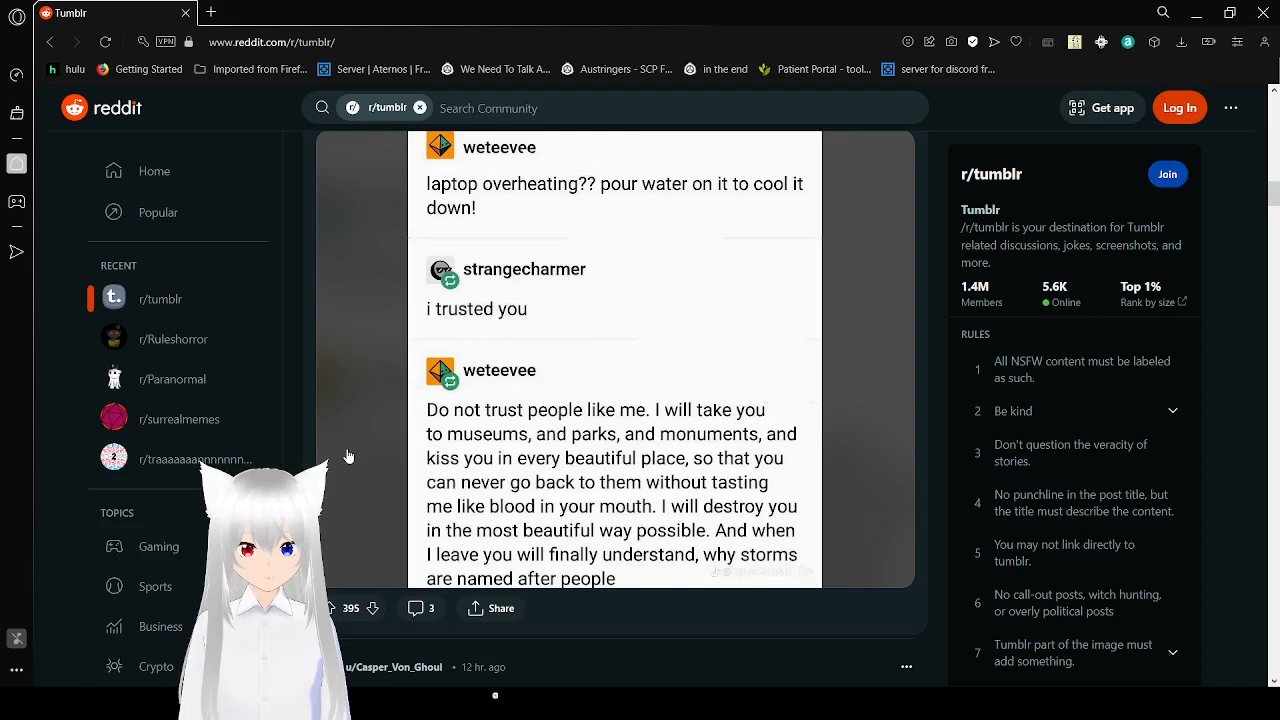 Tumblr
VPN
www.reddit.com/r/tumblr/
hulu
Getting Started
Imported from Firef...
Server | Aternos | Fr...
We Need To Talk A...
Austringers - SCP F...
in the end
Patient Portal - tool...
server for discord fr...
reddit
r/ r/tumblr
Search Community
Get app
Log In
Home
Popular
RECENT
r/tumblr
r/Ruleshorror
r/Paranormal
r/surrealmemes
r/traaaaaaannnnnnn...
TOPICS
Gaming
Sports
Business
Crypto
weteevee
laptop overheating?? pour water on it to cool it
down!
strangecharmer
i trusted you
weteevee
Do not trust people like me. I will take you
to museums, and parks, and monuments, and
kiss you in every beautiful place, so that you
can never go back to them without tasting
me like blood in your mouth. I will destroy you
in the most beautiful way possible. And when
I leave you will finally understand, why storms
are named after people
395
3
Share
u/Casper_Von_Ghoul • 12 hr. ago
r/tumblr
Join
Tumblr
/r/tumblr is your destination for Tumblr
related discussions, jokes, screenshots, and
more.
1.4M 5.6K Top 1%
Members Online Rank by size
RULES
1 All NSFW content must be labeled
as such.
2 Be kind
3 Don't question the veracity of
stories.
4 No punchline in the post title, but
the title must describe the content.
5 You may not link directly to
tumblr.
6 No call-out posts, witch hunting,
or overly political posts
7 Tumblr part of the image must
add something.